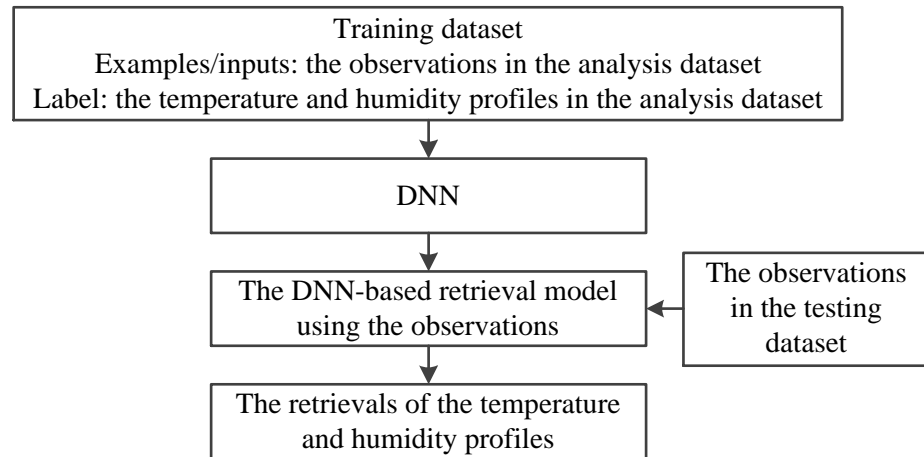 Training dataset
Examples/inputs: the observations in the analysis dataset
Label: the temperature and humidity profiles in the analysis dataset
DNN
The DNN-based retrieval model
using the observations
The observations
in the testing
dataset
The retrievals of the temperature
and humidity profiles